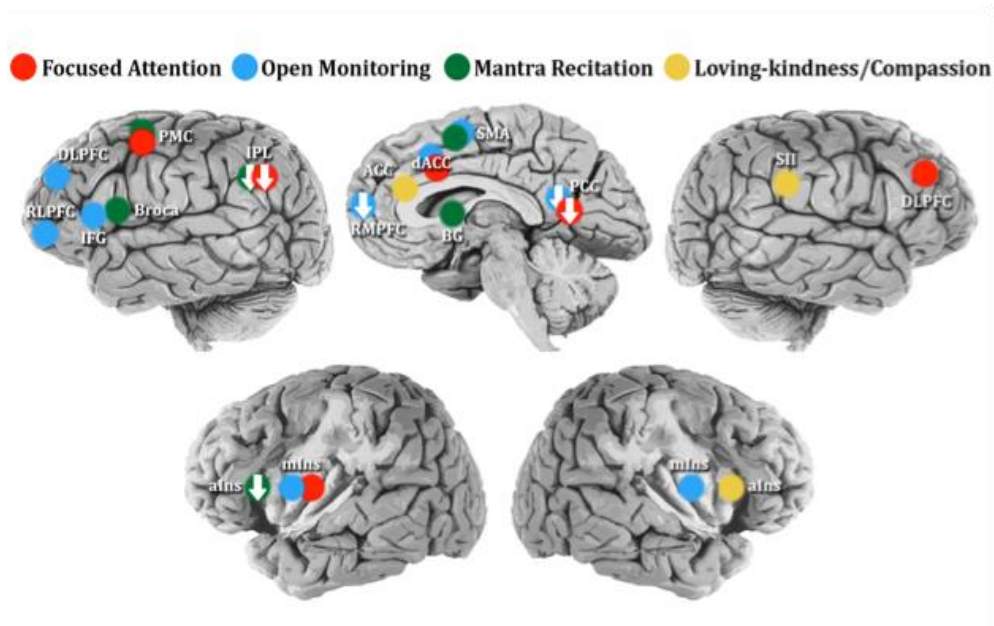 Focused Attention Open Monitoring Mantra Recitation Loving-kindness/Compassion
PMC
DLPFC
IPL
RLPFC
Broca
IFG
SMA
dACC
ACC
PCC
RMPFC
BG
SII
DLPFC
mIns
aIns
mIns
aIns